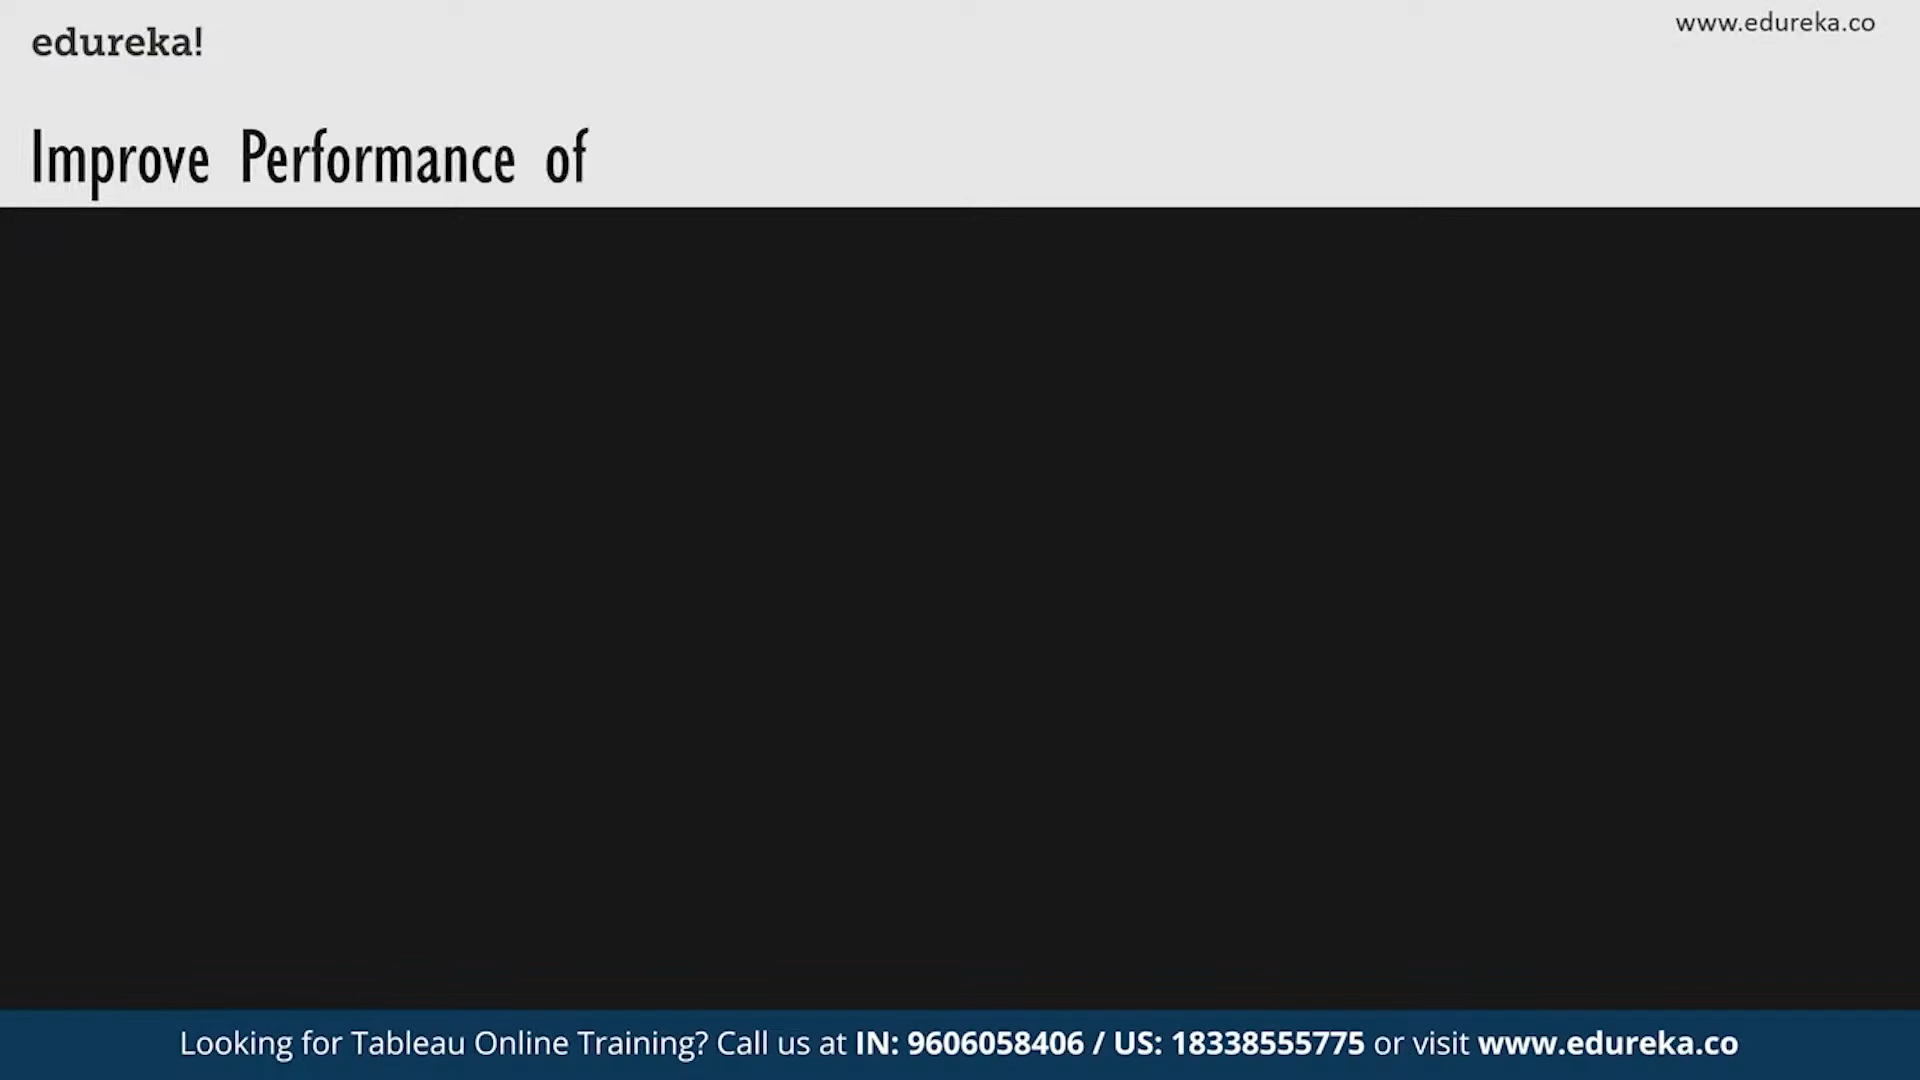 edureka!
www.edureka.co
Improve Performance of
Looking for Tableau Online Training? Call us at IN: 9606058406 / US: 18338555775 or visit www.edureka.co